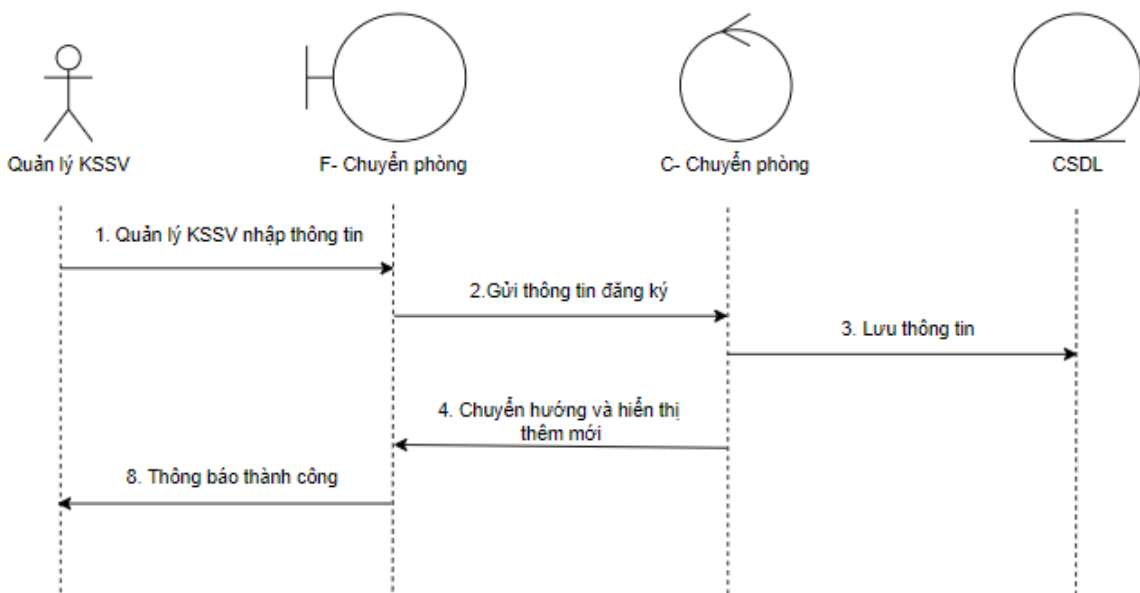 Quản lý KSSV
F- Chuyển phòng
C- Chuyển phòng
CSDL
1. Quản lý KSSV nhập thông tin
2.Gửi thông tin đăng ký
3. Lưu thông tin
4. Chuyển hướng và hiển thị
thêm mới
8. Thông báo thành công